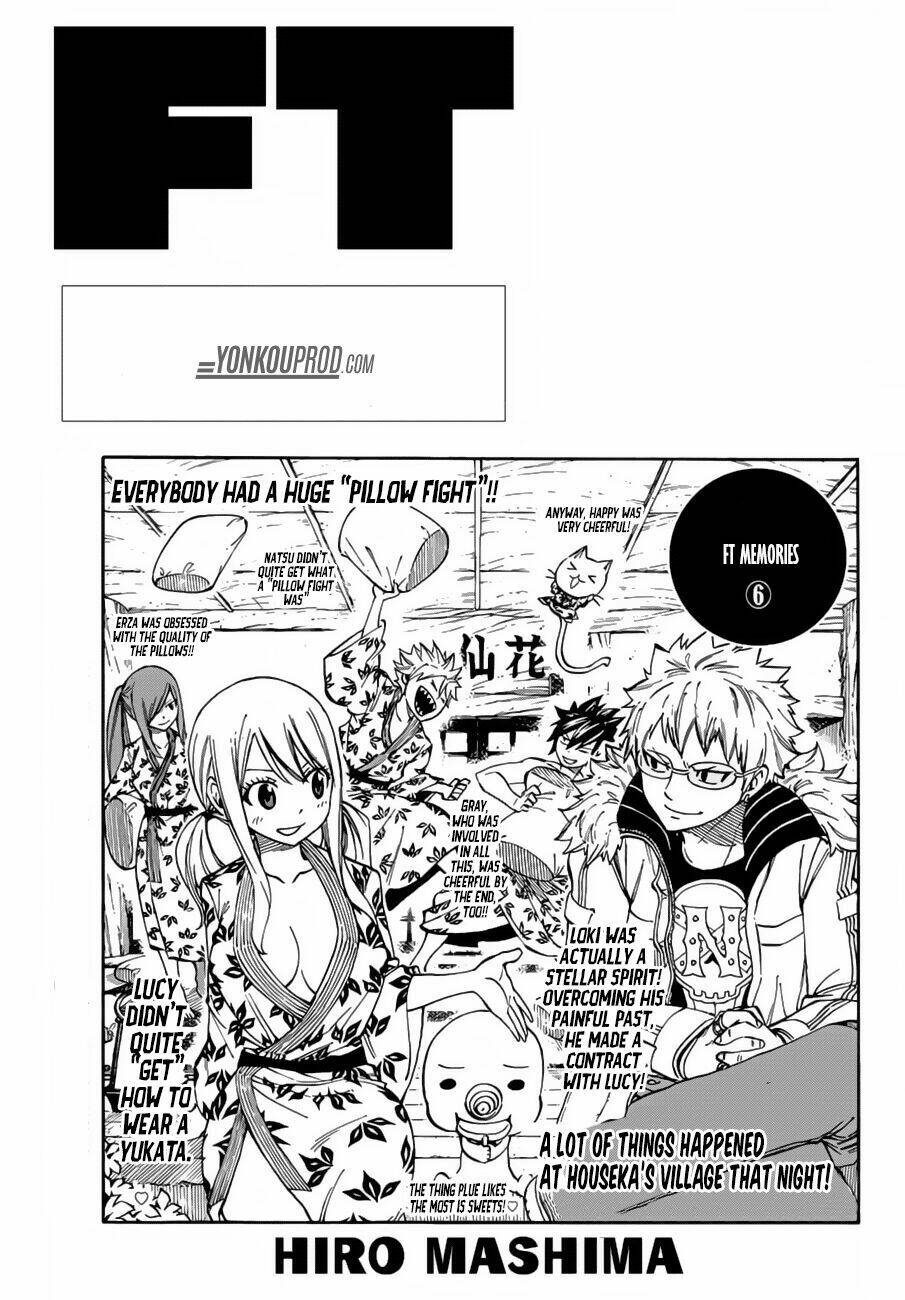 FT
YONKOUPROD.COM
EVERYBODY HAD A HUGE "PILLOW FIGHT"!!
ANYWAY, HAPPY WAS
VERY CHEERFUL!
FT MEMORIES
⑥
NATSU DIDN'T
QUITE GET WHAT
A "PILLOW FIGHT
WAS"
ERZA WAS OBSESSED
WITH THE QUALITY OF
THE PILLOWS!!
仙花
GRAY,
WHO WAS
INVOLVED
IN ALL
THIS, WAS
CHEERFUL BY
THE END,
TOO!!
N
LOKI WAS
ACTUALLY A
STELLAR SPIRIT!
OVERCOMING HIS
PAINFUL PAST,
HE MADE A
CONTRACT
WITH LUCY!
LUCY
DIDN'T
QUITE
"GET"
HOW TO
WEAR A
YUKATA.
♡
A LOT OF THINGS HAPPENED
AT HOUSEKA'S VILLAGE THAT NIGHT!
THE THING PLUE LIKES
THE MOST IS SWEETS!♡
HIRO MASHIMA